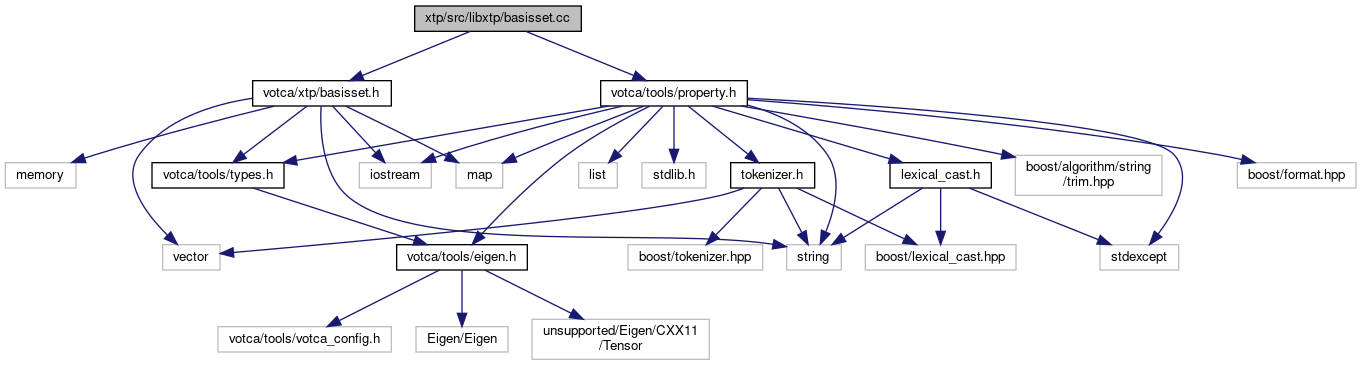 xtp/src/libxtp/basisset.cc
votca/xtp/basisset.h
votca/tools/property.h
memory
votca/tools/types.h
iostream
map
list
stdlib.h
tokenizer.h
lexical_cast.h
boost/algorithm/string
/trim.hpp
boost/format.hpp
vector
votca/tools/eigen.h
boost/tokenizer.hpp
string
boost/lexical_cast.hpp
stdexcept
votca/tools/votca_config.h
Eigen/Eigen
unsupported/Eigen/CXX11
/Tensor